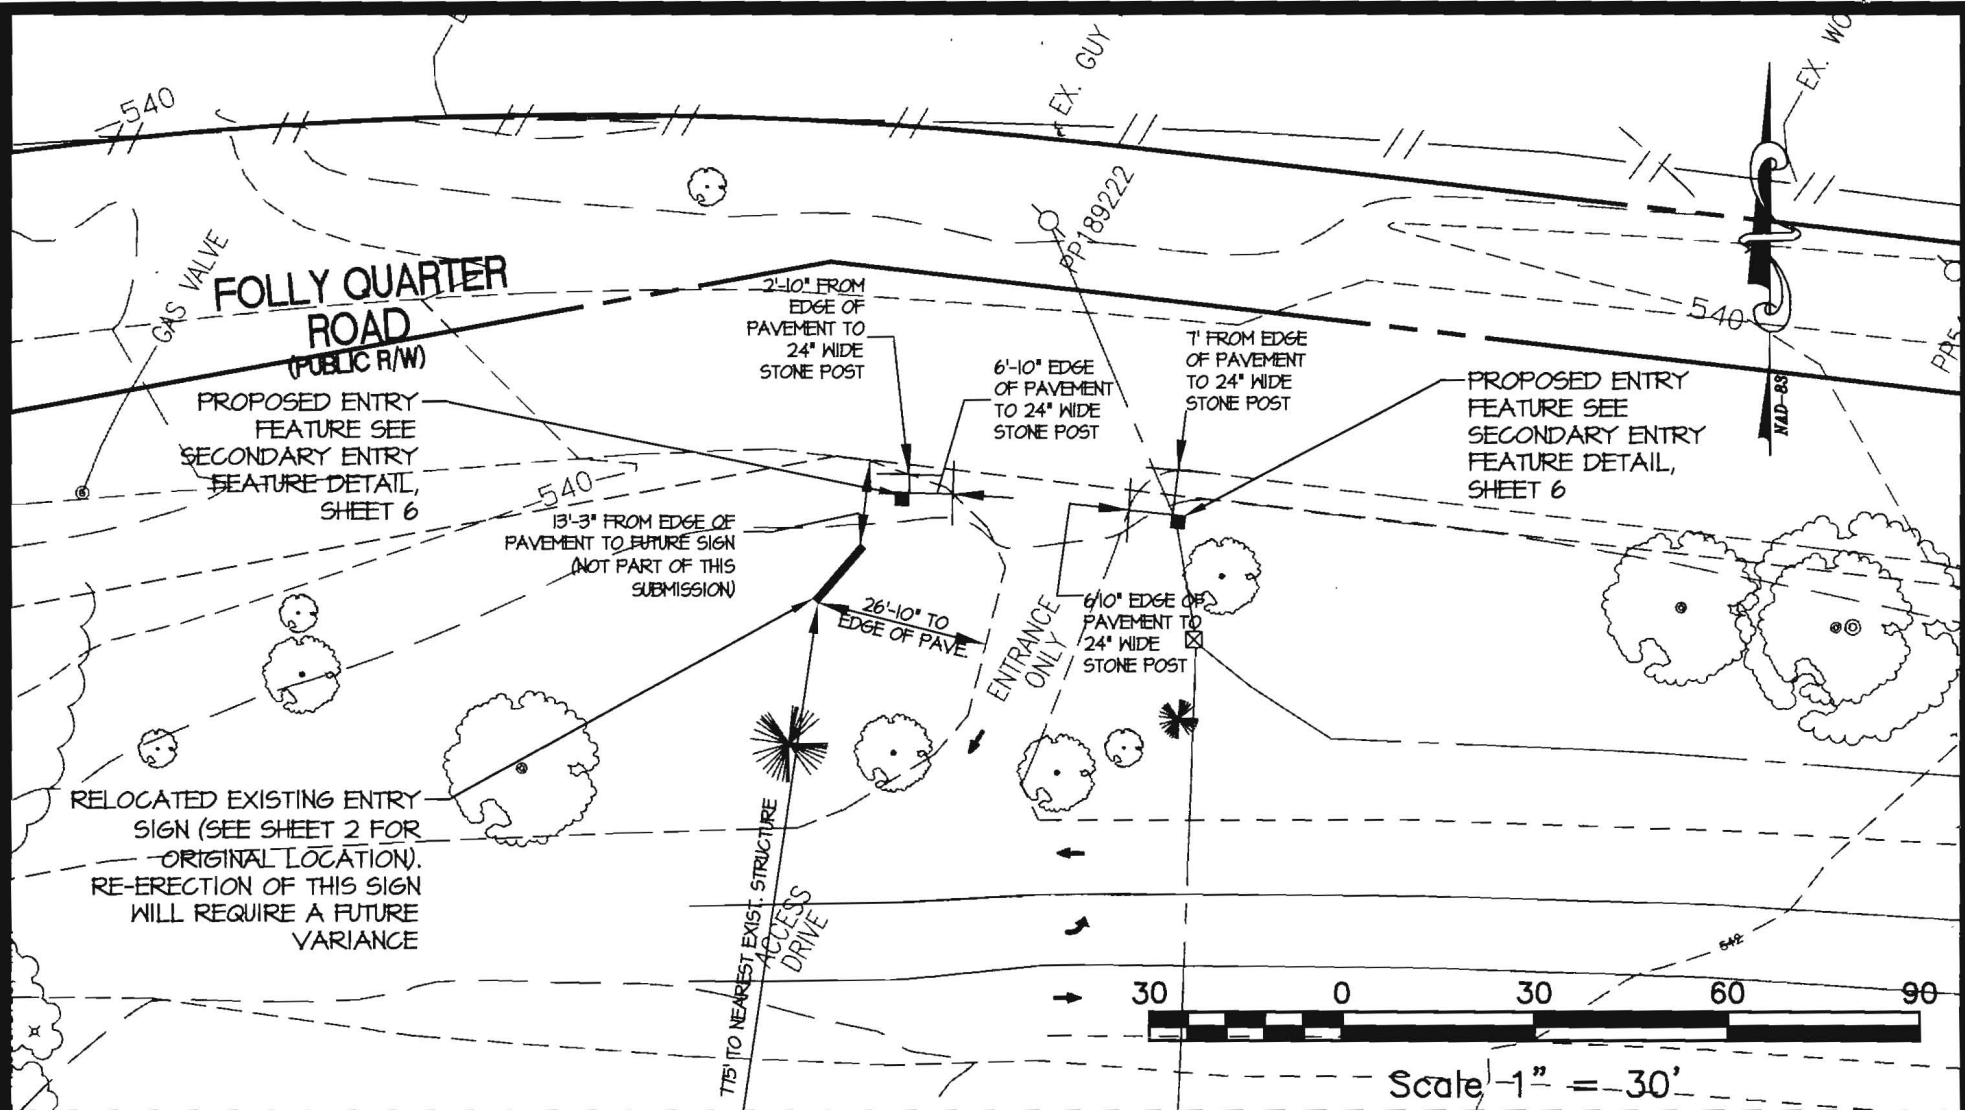 540
EX. GUY
EX. WO
PP189222
GAS VALVE
FOLLY QUARTER
ROAD
(PUBLIC R/W)
2'-10" FROM
EDGE OF
PAVEMENT TO
24" WIDE
STONE POST
6'-10" EDGE
OF PAVEMENT
TO 24" WIDE
STONE POST
7' FROM EDGE
OF PAVEMENT
TO 24" WIDE
STONE POST
540
NAD-83
PROPOSED ENTRY
FEATURE SEE
SECONDARY ENTRY
FEATURE DETAIL,
SHEET 6
PROPOSED ENTRY
FEATURE SEE
SECONDARY ENTRY
FEATURE DETAIL,
SHEET 6
540
13'-3" FROM EDGE OF
PAVEMENT TO FUTURE SIGN
(NOT PART OF THIS
SUBMISSION)
26'-10" TO
EDGE OF PAVE.
ENTRANCE
ONLY
6'10" EDGE OF
PAVEMENT TO
24" WIDE
STONE POST
RELOCATED EXISTING ENTRY
SIGN (SEE SHEET 2 FOR
ORIGINAL LOCATION).
RE-ERECTION OF THIS SIGN
WILL REQUIRE A FUTURE
VARIANCE
775' TO NEAREST EXIST. STRUCTURE
ACCESS
DRIVE
542
30 0 30 60 90
Scale 1" = 30'